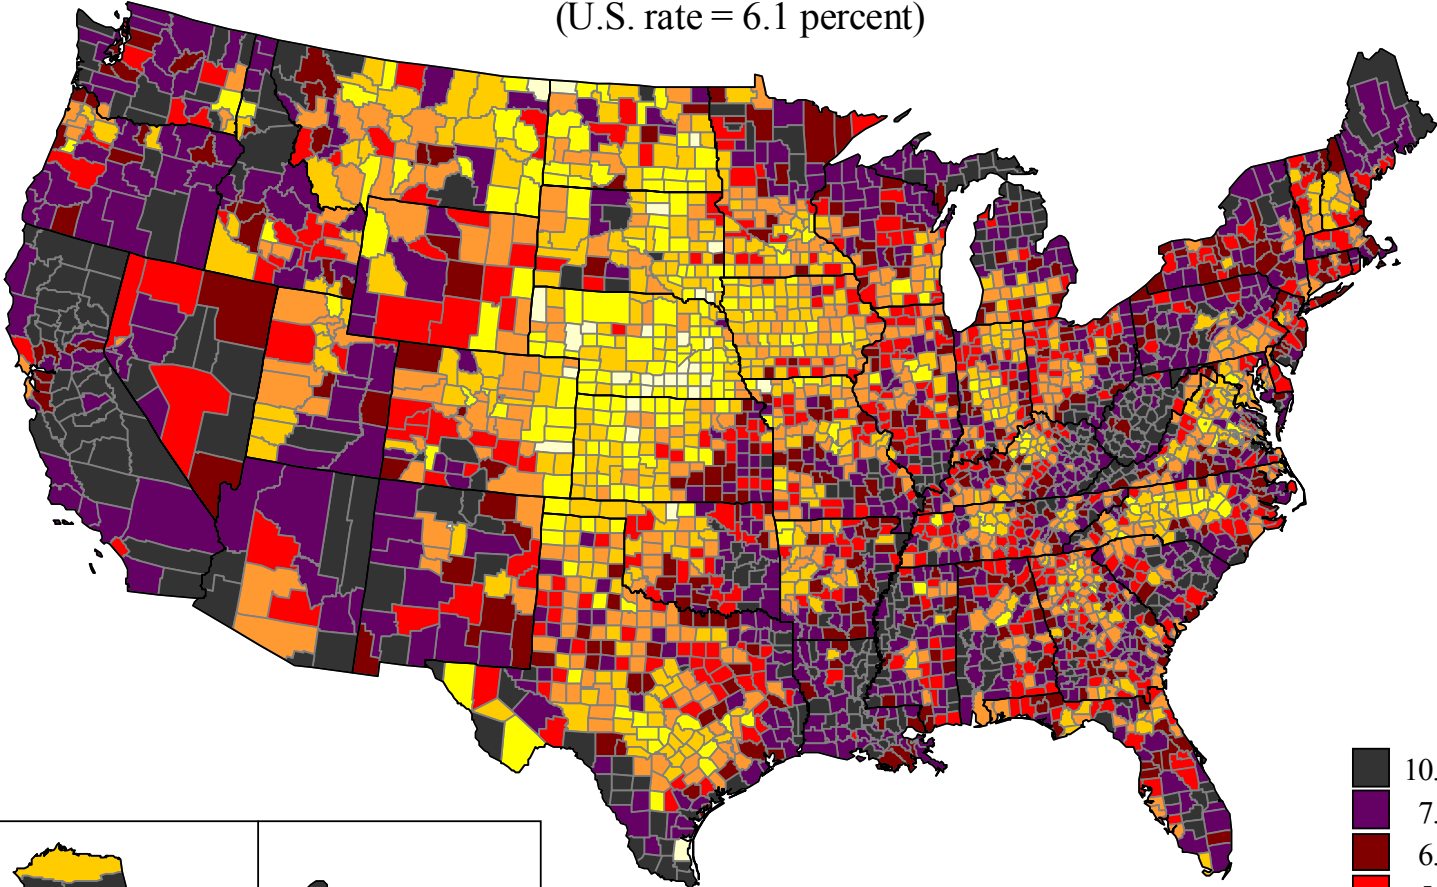 (U.S. rate = 6.1 percent)
10.
7.
6.